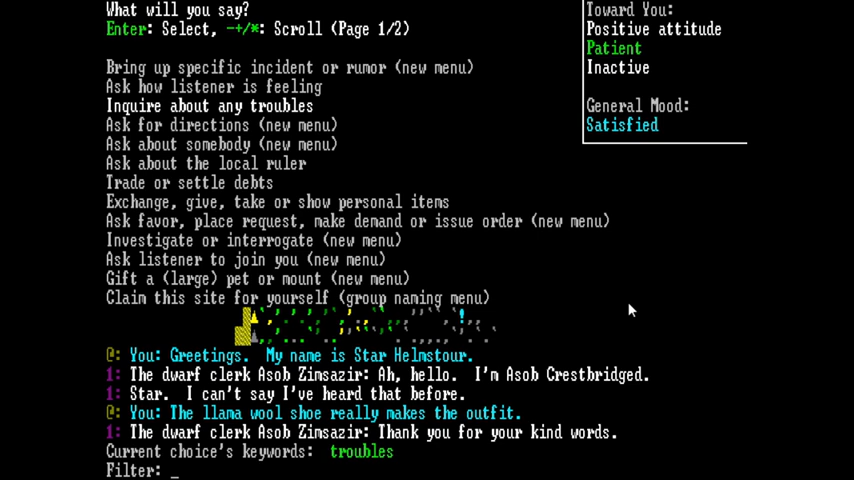 What will you say?
Enter: Select, -+/*: Scroll (Page 1/2)
Bring up specific incident or rumor (new menu)
Ask how listener is feeling
Inquire about any troubles
Ask for directions (new menu)
Ask about somebody (new menu)
Ask about the local ruler
Trade or settle debts
Exchange, give, take or show personal items
Ask favor, place request, make demand or issue order (new menu)
Investigate or interrogate (new menu)
Ask listener to join you (new menu)
Gift a (large) pet or mount (new menu)
Claim this site for yourself (group naming menu)
@: You: Greetings.  My name is Star Helmstour.
1: The dwarf clerk Asob Zimsazir: Ah, hello.  I'm Asob Crestbridged.
1: Star.  I can't say I've heard that before.
@: You: The llama wool shoe really makes the outfit.
1: The dwarf clerk Asob Zimsazir: Thank you for your kind words.
Current choice's keywords:  troubles
Filter: _
Toward You:
Positive attitude
Patient
Inactive
General Mood:
Satisfied